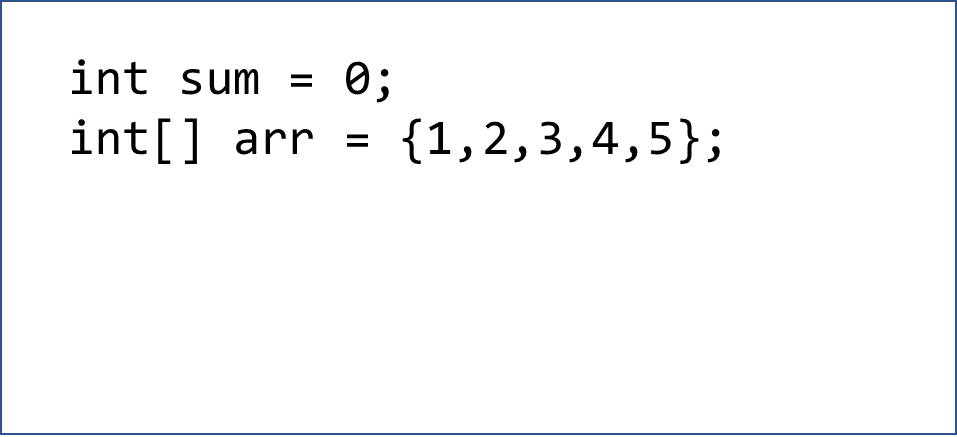 int sum = 0;
int[] arr = {1,2,3,4,5};